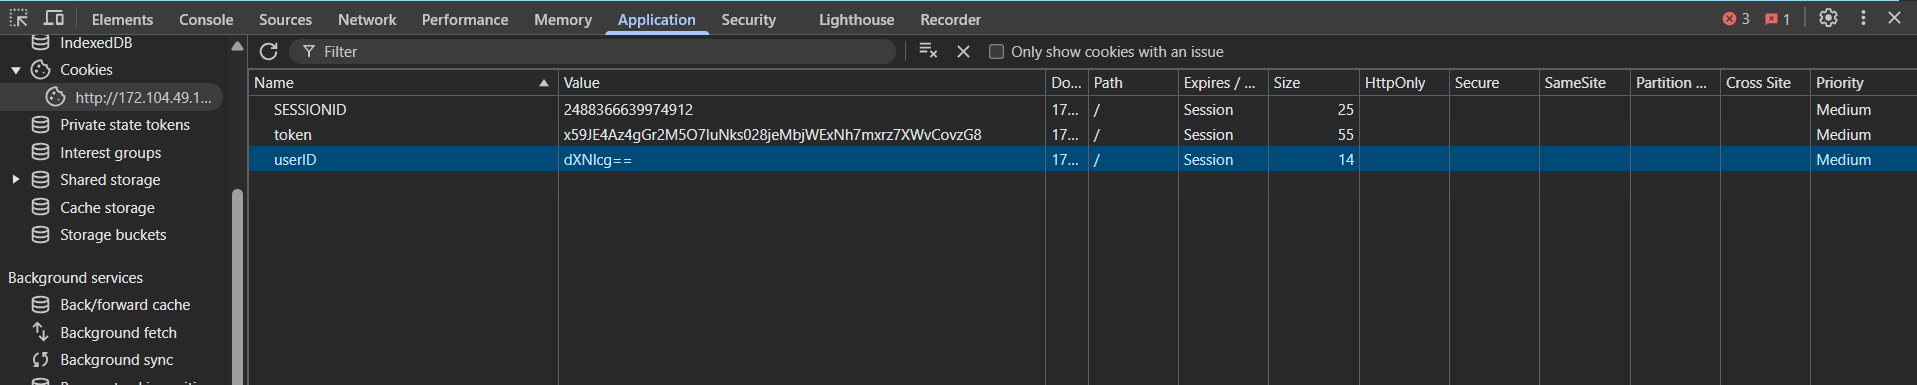 Elements Console Sources Network Performance Memory Application Security Lighthouse Recorder 3 1
IndexedDB
Cookies
http://172.104.49.1...
Private state tokens
Interest groups
Shared storage
Cache storage
Storage buckets
Background services
Back/forward cache
Background fetch
Background sync
Filter Only show cookies with an issue
Name Value Do... Path Expires / ... Size HttpOnly Secure SameSite Partition ... Cross Site Priority
SESSIONID 2488366639974912 17... / Session 25 Medium
token x59JE4Az4gGr2M5O7IuNks028jeMbjWExNh7mxrz7XWvCovzG8 17... / Session 55 Medium
userID dXNlcg== 17... / Session 14 Medium